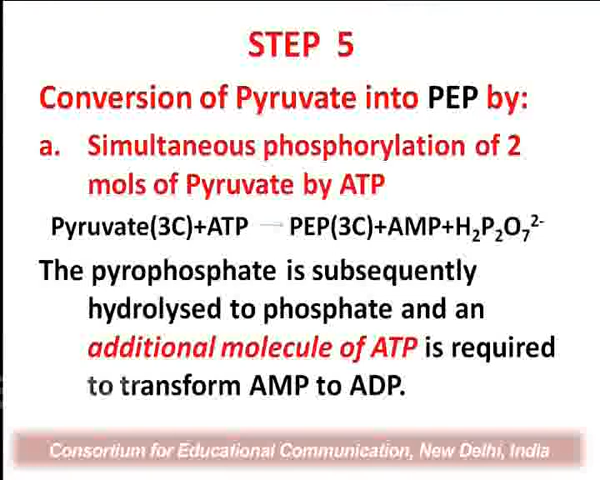 STEP 5
Conversion of Pyruvate into PEP by:
a. Simultaneous phosphorylation of 2
mols of Pyruvate by ATP
Pyruvate(3C)+ATP → PEP(3C)+AMP+H₂P₂O₇²⁻
The pyrophosphate is subsequently
hydrolysed to phosphate and an
additional molecule of ATP is required
to transform AMP to ADP.
Consortium for Educational Communication, New Delhi, India